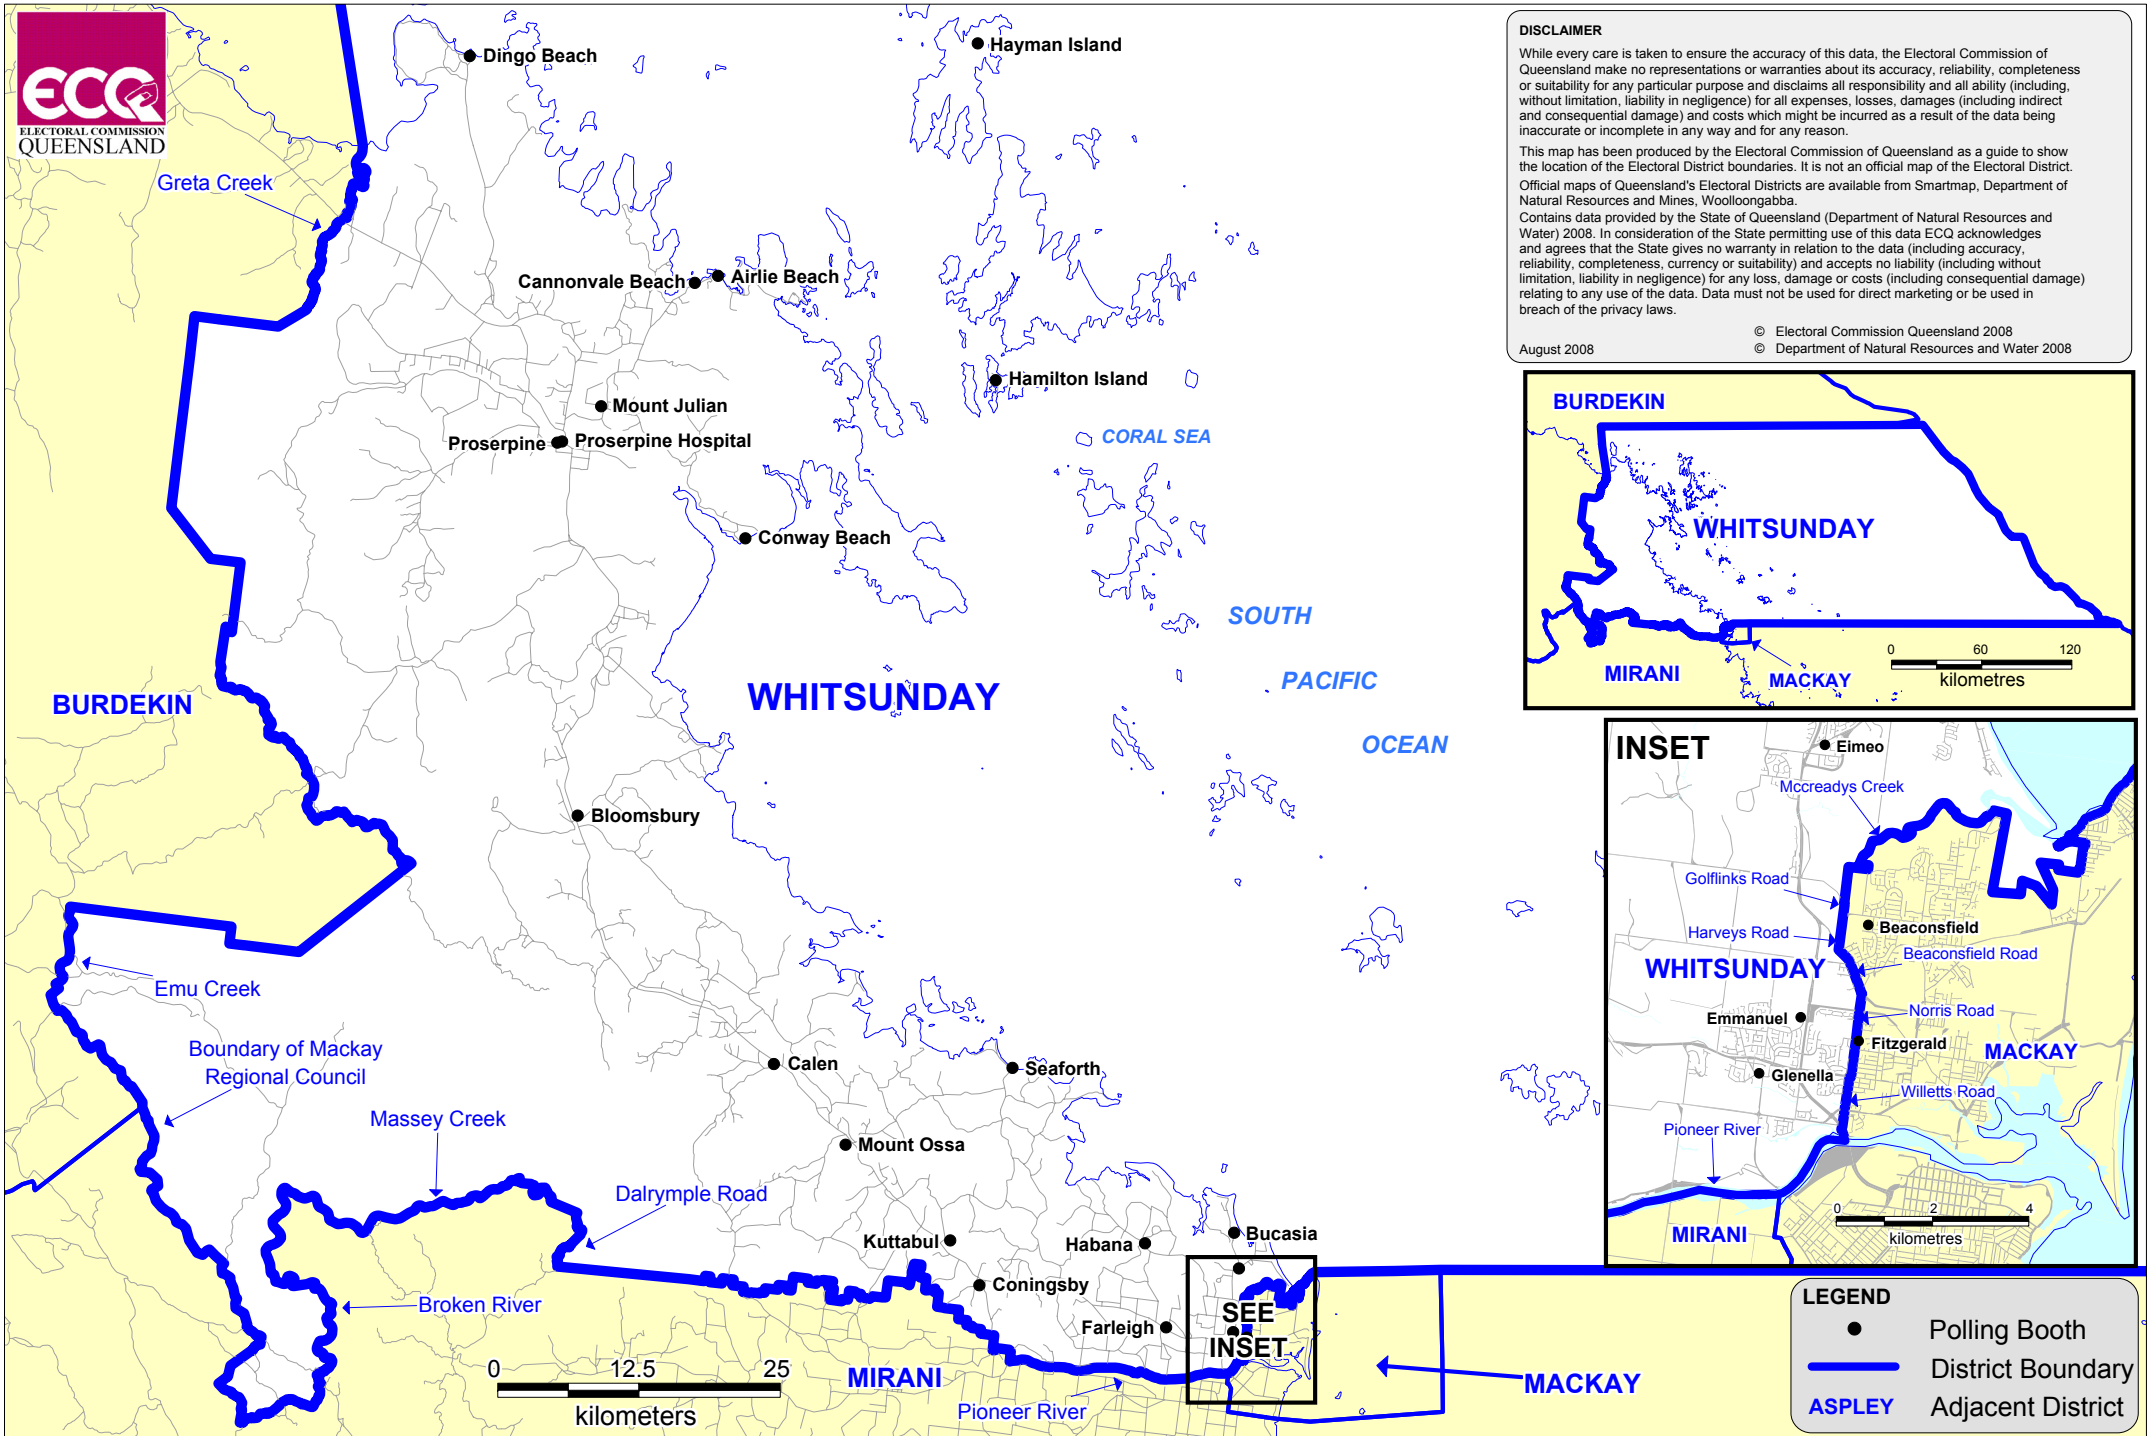 ECQ
ELECTORAL COMMISSION
QUEENSLAND
Dingo Beach
Hayman Island
Greta Creek
Cannonvale Beach
Airlie Beach
Hamilton Island
Mount Julian
Proserpine
Proserpine Hospital
CORAL SEA
Conway Beach
SOUTH
PACIFIC
OCEAN
WHITSUNDAY
BURDEKIN
Bloomsbury
Emu Creek
Boundary of Mackay
Regional Council
Massey Creek
Dalrymple Road
Broken River
Calen
Seaforth
Mount Ossa
Kuttabul
Habana
Bucasia
Coningsby
Farleigh
SEE
INSET
MIRANI
Pioneer River
MACKAY
0 12.5 25
kilometers
DISCLAIMER
While every care is taken to ensure the accuracy of this data, the Electoral Commission of
Queensland make no representations or warranties about its accuracy, reliability, completeness
or suitability for any particular purpose and disclaims all responsibility and all ability (including,
without limitation, liability in negligence) for all expenses, losses, damages (including indirect
and consequential damage) and costs which might be incurred as a result of the data being
inaccurate or incomplete in any way and for any reason.
This map has been produced by the Electoral Commission of Queensland as a guide to show
the location of the Electoral District boundaries. It is not an official map of the Electoral District.
Official maps of Queensland's Electoral Districts are available from Smartmap, Department of
Natural Resources and Mines, Woolloongabba.
Contains data provided by the State of Queensland (Department of Natural Resources and
Water) 2008. In consideration of the State permitting use of this data ECQ acknowledges
and agrees that the State gives no warranty in relation to the data (including accuracy,
reliability, completeness, currency or suitability) and accepts no liability (including without
limitation, liability in negligence) for any loss, damage or costs (including consequential damage)
relating to any use of the data. Data must not be used for direct marketing or be used in
breach of the privacy laws.
© Electoral Commission Queensland 2008
August 2008 © Department of Natural Resources and Water 2008
BURDEKIN
WHITSUNDAY
MIRANI
MACKAY
0 60 120
kilometres
INSET
Eimeo
Mccreadys Creek
Golflinks Road
Beaconsfield
Harveys Road
Beaconsfield Road
WHITSUNDAY
Emmanuel
Norris Road
Fitzgerald
MACKAY
Glenella
Willetts Road
Pioneer River
MIRANI
0 2 4
kilometres
LEGEND
Polling Booth
District Boundary
ASPLEY Adjacent District